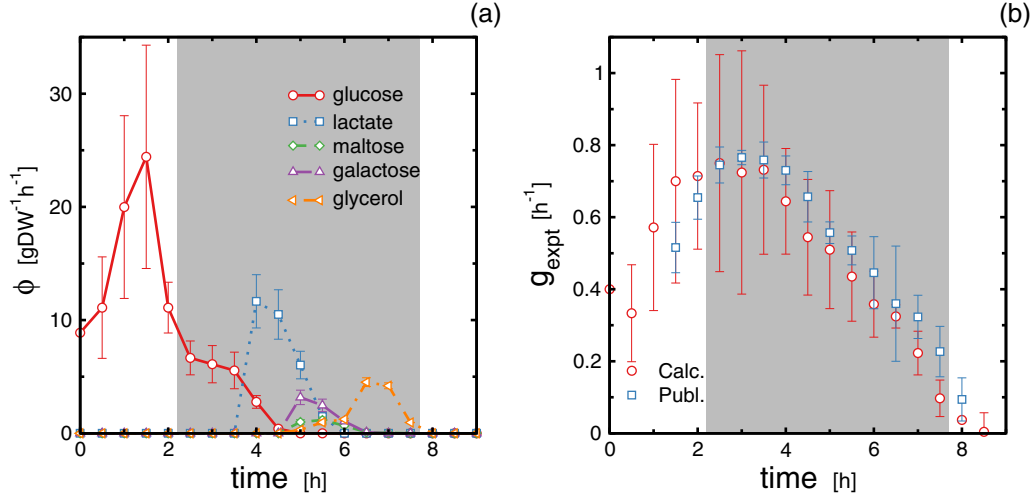 (a)
30
20
10
0
0 2 4 6 8
ϕ [gDW⁻¹h⁻¹]
time [h]
glucose
lactate
maltose
galactose
glycerol
(b)
1
0.8
0.6
0.4
0.2
0
0 2 4 6 8
g_expt [h⁻¹]
time [h]
Calc.
Publ.